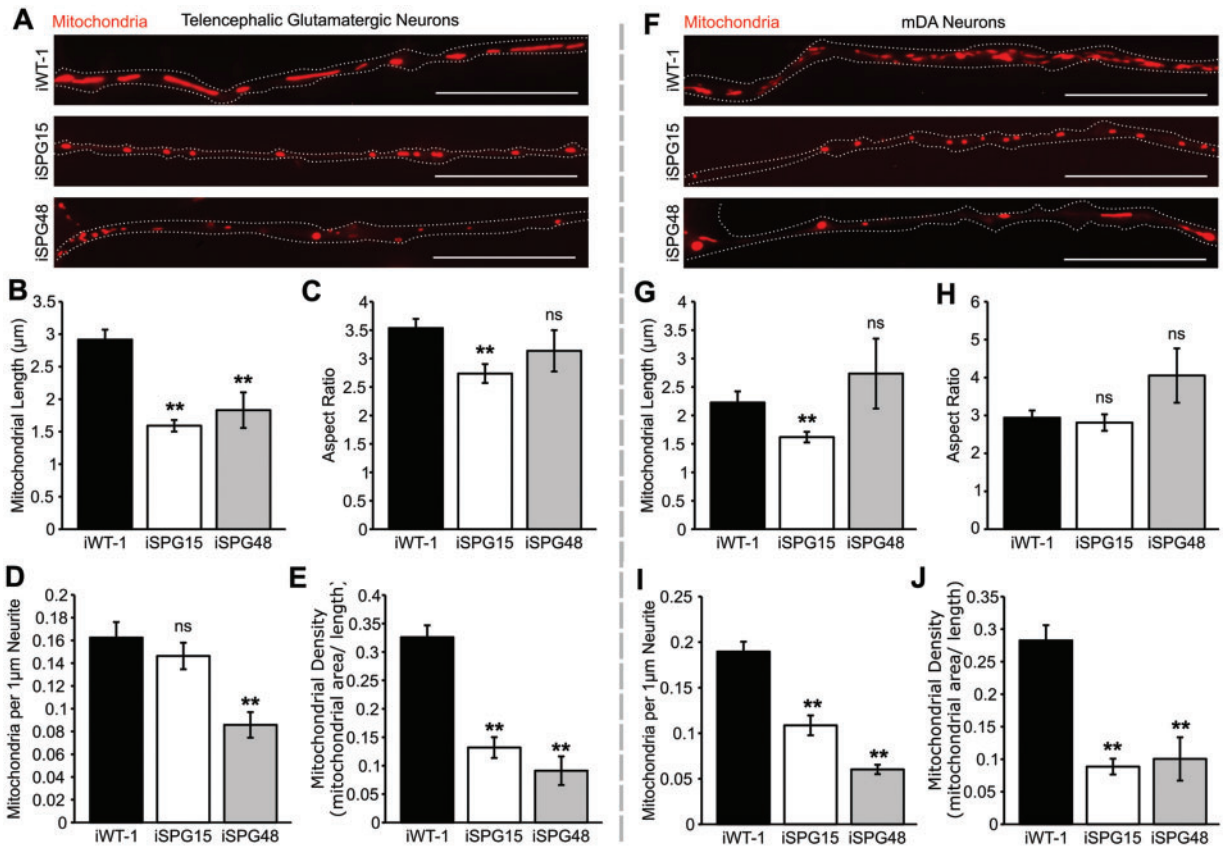 A
Mitochondria
Telencephalic Glutamatergic Neurons
iWT-1
iSPG15
iSPG48
B
Mitochondrial Length (µm)
3.5
3
2.5
2
1.5
1
0.5
0
**
**
iWT-1 iSPG15 iSPG48
C
Aspect Ratio
4
3.5
3
2.5
2
1.5
1
0.5
0
**
ns
iWT-1 iSPG15 iSPG48
D
Mitochondria per 1µm Neurite
0.18
0.16
0.14
0.12
0.1
0.08
0.06
0.04
0.02
0
ns
**
iWT-1 iSPG15 iSPG48
E
Mitochondrial Density
(mitochondrial area/ length)
0.4
0.35
0.3
0.25
0.2
0.15
0.1
0.05
0
**
**
iWT-1 iSPG15 iSPG48
F
Mitochondria
mDA Neurons
iWT-1
iSPG15
iSPG48
G
Mitochondrial Length (µm)
4
3.5
3
2.5
2
1.5
1
0.5
0
**
ns
iWT-1 iSPG15 iSPG48
H
Aspect Ratio
6
5
4
3
2
1
0
ns
ns
iWT-1 iSPG15 iSPG48
I
Mitochondria per 1µm Neurite
0.25
0.2
0.15
0.1
0.05
0
**
**
iWT-1 iSPG15 iSPG48
J
Mitochondrial Density
(mitochondrial area/ length)
0.35
0.3
0.25
0.2
0.15
0.1
0.05
0
**
**
iWT-1 iSPG15 iSPG48